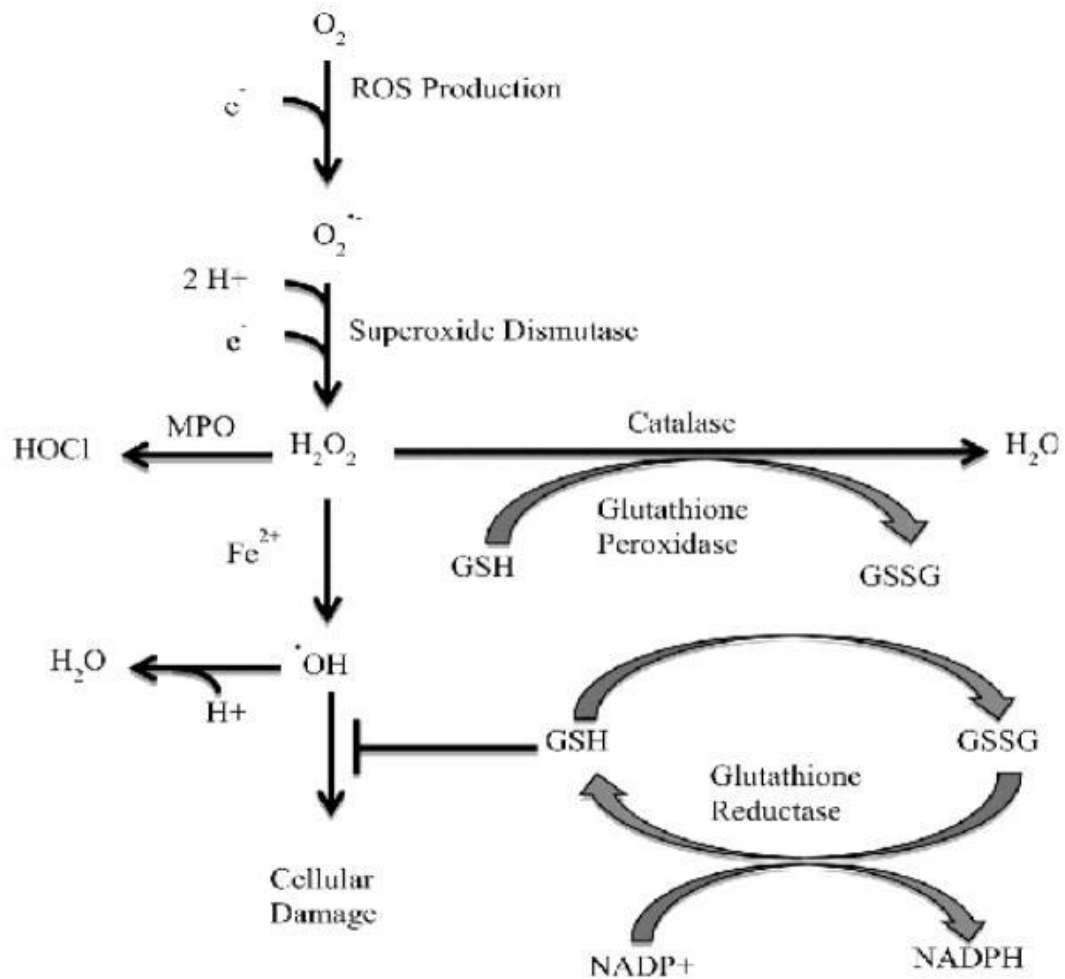 O₂
ROS Production
e⁻
O₂•⁻
2 H+
e⁻
Superoxide Dismutase
MPO
Catalase
HOCl
H₂O₂
H₂O
Glutathione
Peroxidase
Fe²⁺
GSH
GSSG
H₂O
•OH
H+
GSH
GSSG
Glutathione
Reductase
Cellular
Damage
NADP+
NADPH